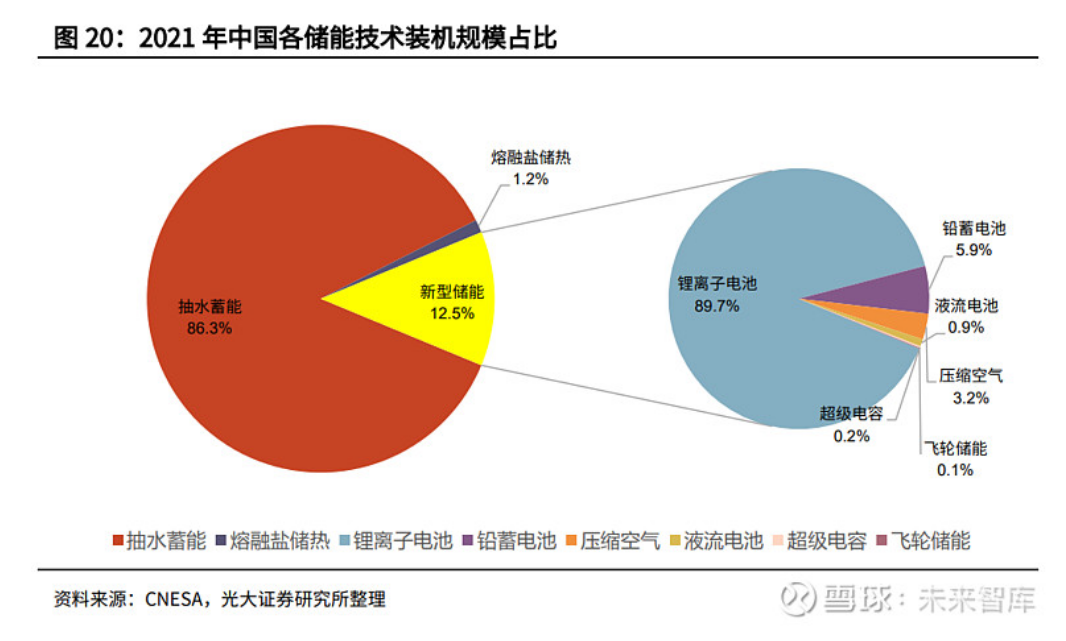 图 20：2021 年中国各储能技术装机规模占比
熔融盐储热
1.2%
抽水蓄能
86.3%
新型储能
12.5%
锂离子电池
89.7%
铅蓄电池
5.9%
液流电池
0.9%
压缩空气
3.2%
超级电容
0.2%
飞轮储能
0.1%
抽水蓄能 熔融盐储热 锂离子电池 铅蓄电池 压缩空气 液流电池 超级电容 飞轮储能
资料来源：CNESA，光大证券研究所整理
雪球：未来智库